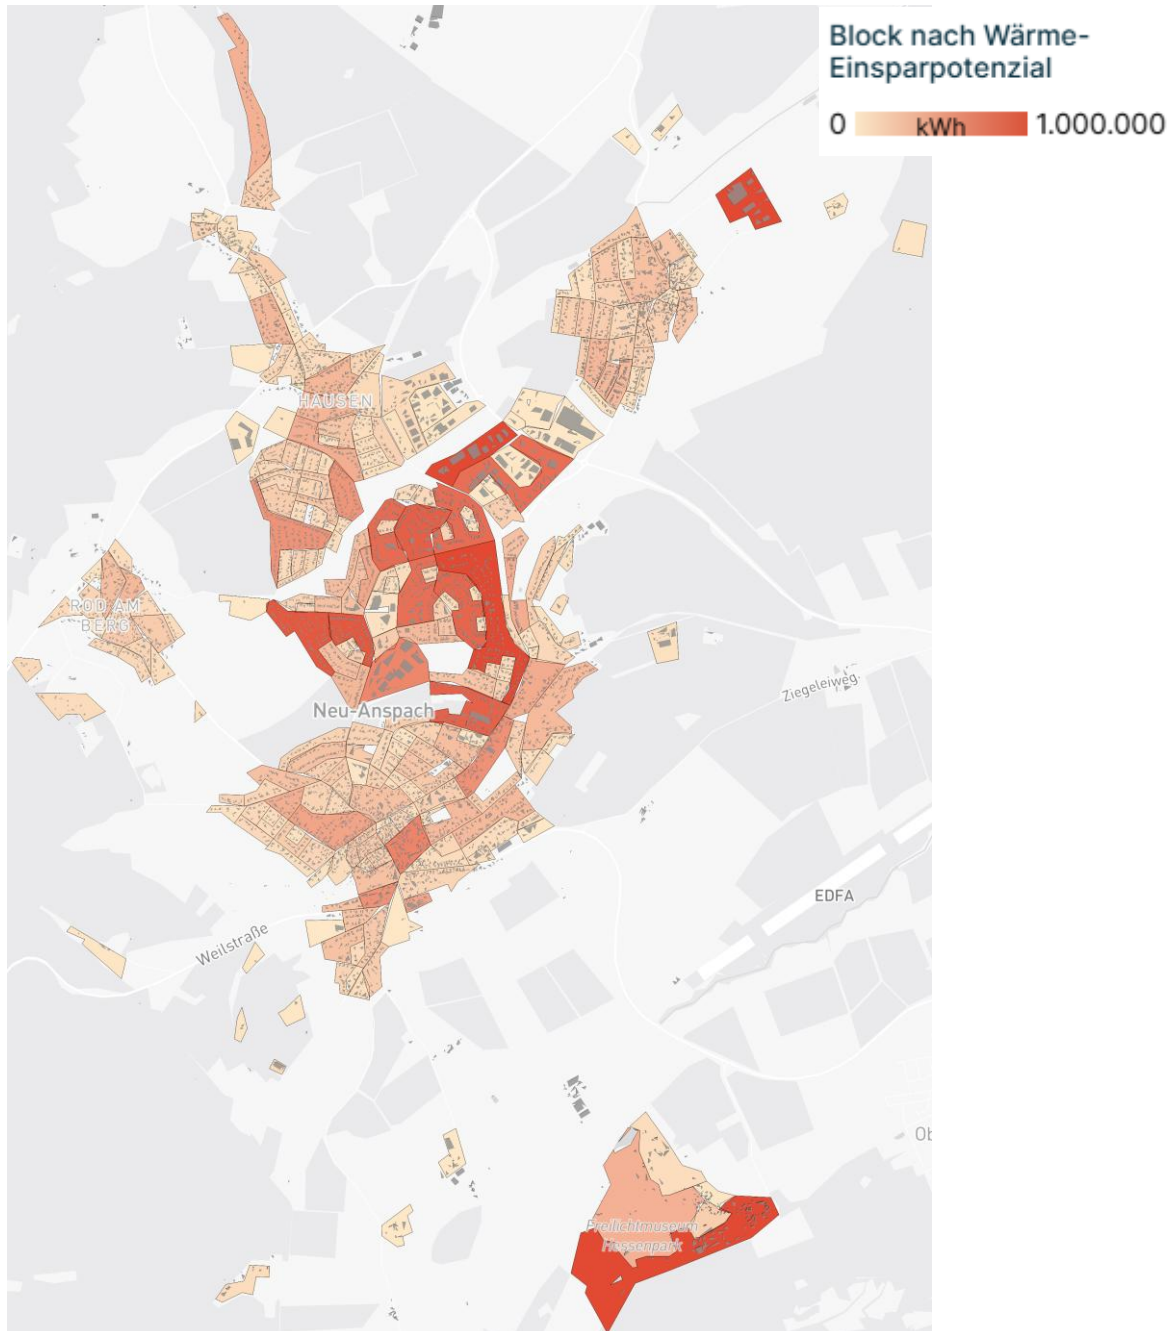 Block nach Wärme-
Einsparpotenzial
0 kWh 1.000.000
HAUSEN
ROD AM
BERG
Ziegeleiweg
Neu-Anspach
EDFA
Weilstraße
Ob
Freilichtmuseum
Hessenpark